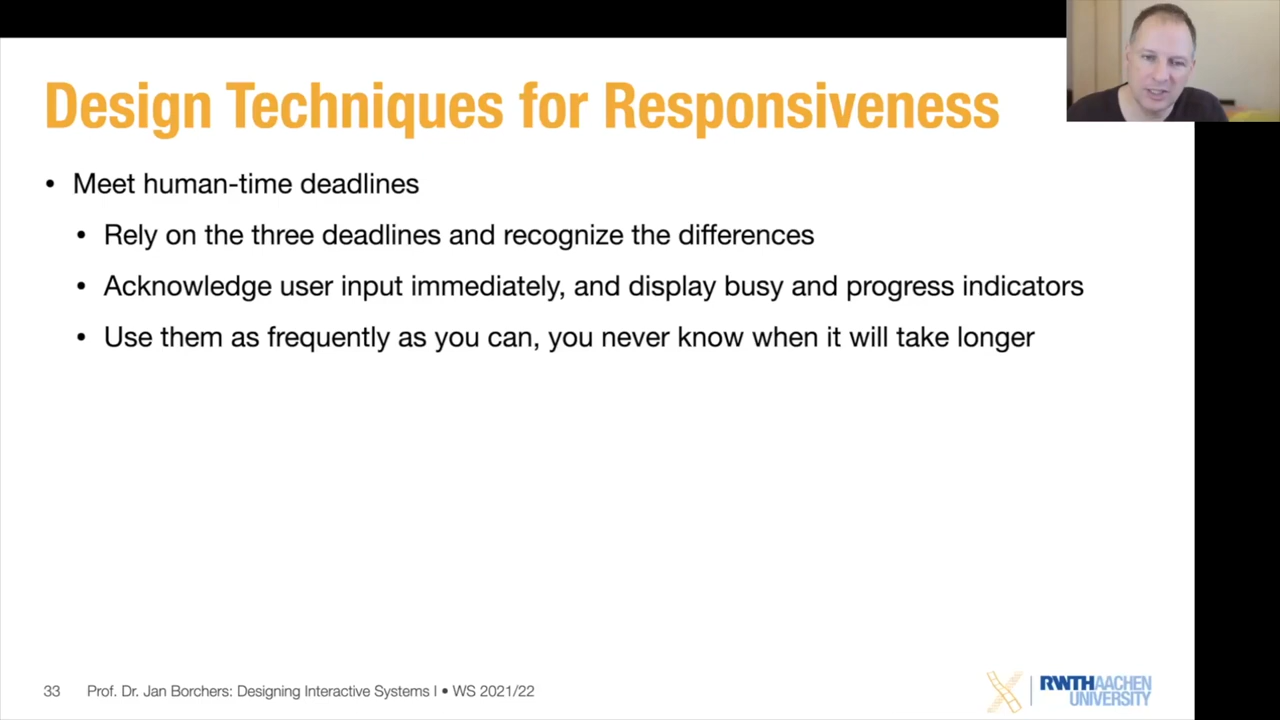 Design Techniques for Responsiveness
• Meet human-time deadlines
• Rely on the three deadlines and recognize the differences
• Acknowledge user input immediately, and display busy and progress indicators
• Use them as frequently as you can, you never know when it will take longer
33 Prof. Dr. Jan Borchers: Designing Interactive Systems I • WS 2021/22
RWTHAACHEN
UNIVERSITY